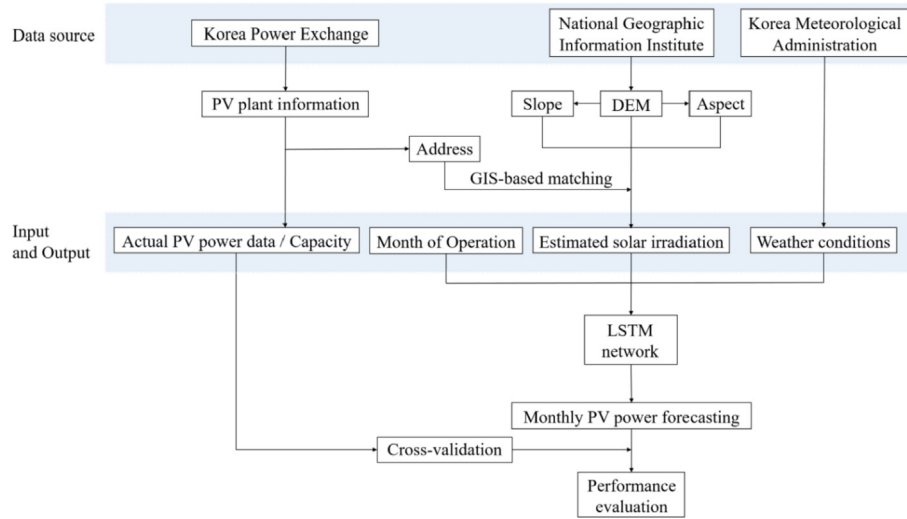 Data source
Korea Power Exchange
National Geographic
Information Institute
Korea Meteorological
Administration
PV plant information
Slope
DEM
Aspect
Address
GIS-based matching
Input
and Output
Actual PV power data / Capacity
Month of Operation
Estimated solar irradiation
Weather conditions
LSTM
network
Monthly PV power forecasting
Cross-validation
Performance
evaluation